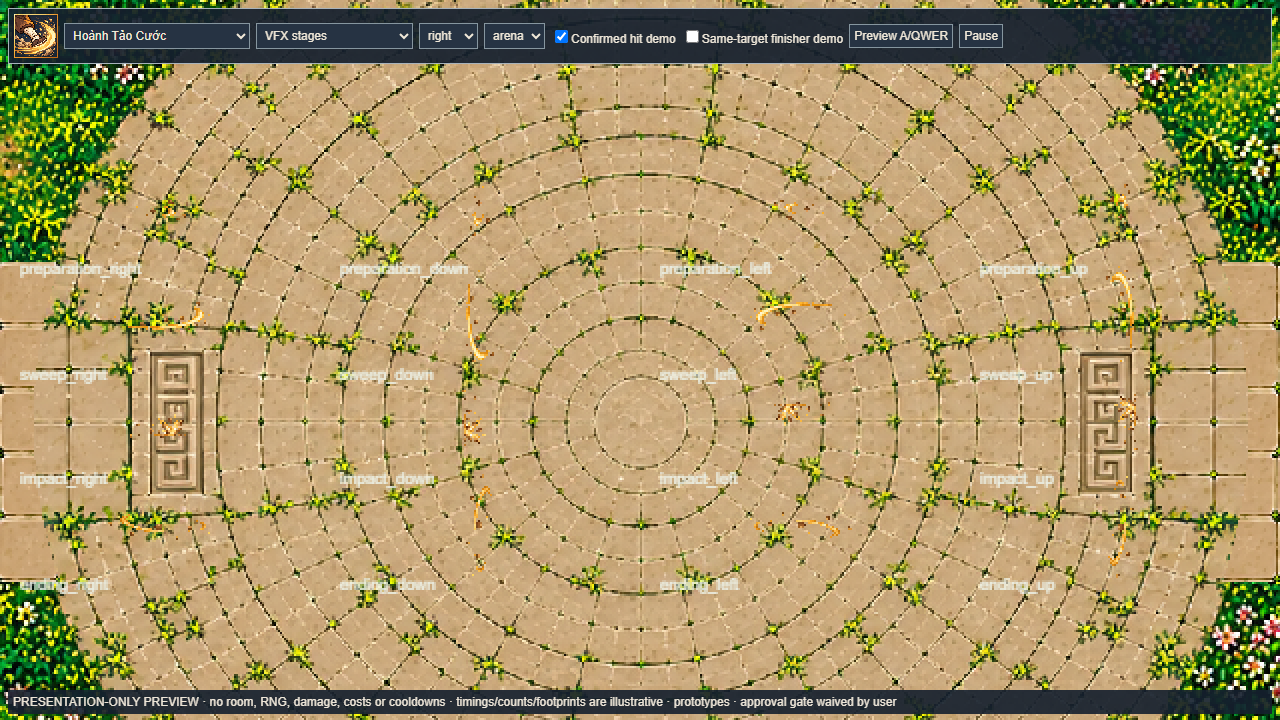 Hoành Tảo Cước VFX stages right arena Confirmed hit demo Same-target finisher demo Preview A/QWER Pause
preparation_right preparation_down preparation_left preparation_up
sweep_right sweep_down sweep_left sweep_up
impact_right impact_down impact_left impact_up
ending_right ending_down ending_left ending_up
PRESENTATION-ONLY PREVIEW · no room, RNG, damage, costs or cooldowns · timings/counts/footprints are illustrative · prototypes · approval gate waived by user